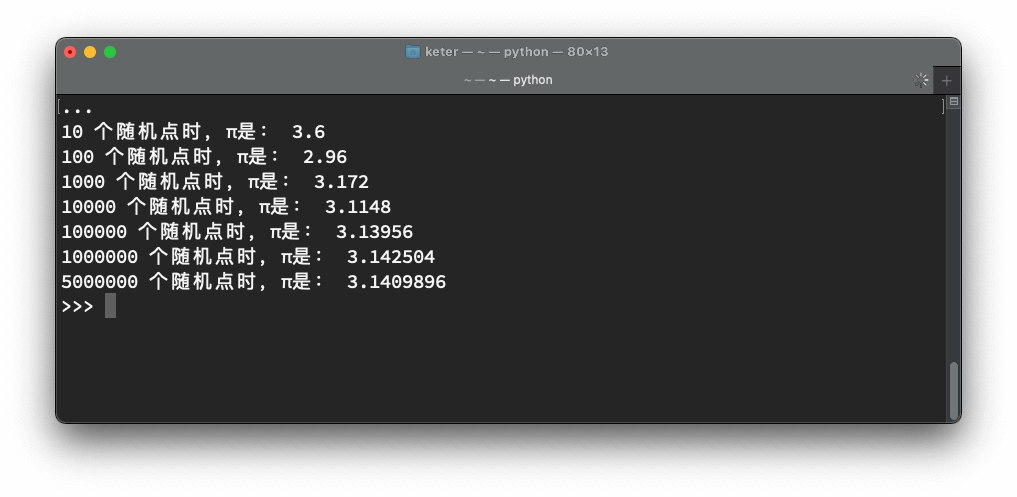 keter — ~ — python — 80×13
~ — ~ — python
...
10 个随机点时, π是： 3.6
100 个随机点时, π是： 2.96
1000 个随机点时, π是： 3.172
10000 个随机点时, π是： 3.1148
100000 个随机点时, π是： 3.13956
1000000 个随机点时, π是： 3.142504
5000000 个随机点时, π是： 3.1409896
>>>